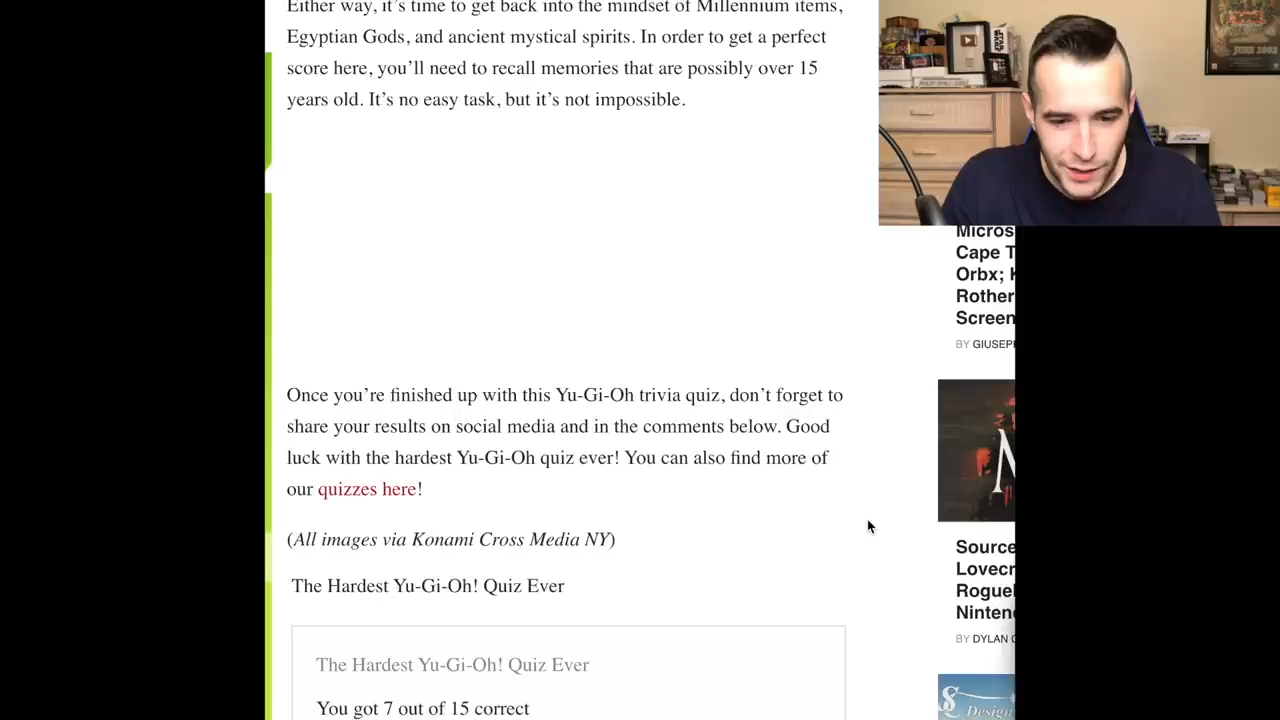 Either way, it’s time to get back into the mindset of Millennium items,
Egyptian Gods, and ancient mystical spirits. In order to get a perfect
score here, you’ll need to recall memories that are possibly over 15
years old. It’s no easy task, but it’s not impossible.
Once you’re finished up with this Yu-Gi-Oh trivia quiz, don’t forget to
share your results on social media and in the comments below. Good
luck with the hardest Yu-Gi-Oh quiz ever! You can also find more of
our quizzes here!
(All images via Konami Cross Media NY)
The Hardest Yu-Gi-Oh! Quiz Ever
The Hardest Yu-Gi-Oh! Quiz Ever
You got 7 out of 15 correct
JUNE 2002
STAR WARS
Micros
Cape T
Orbx; K
Rother
Screen
BY GIUSEP
N
Source
Lovecr
Rogue
Ninten
BY DYLAN
Design